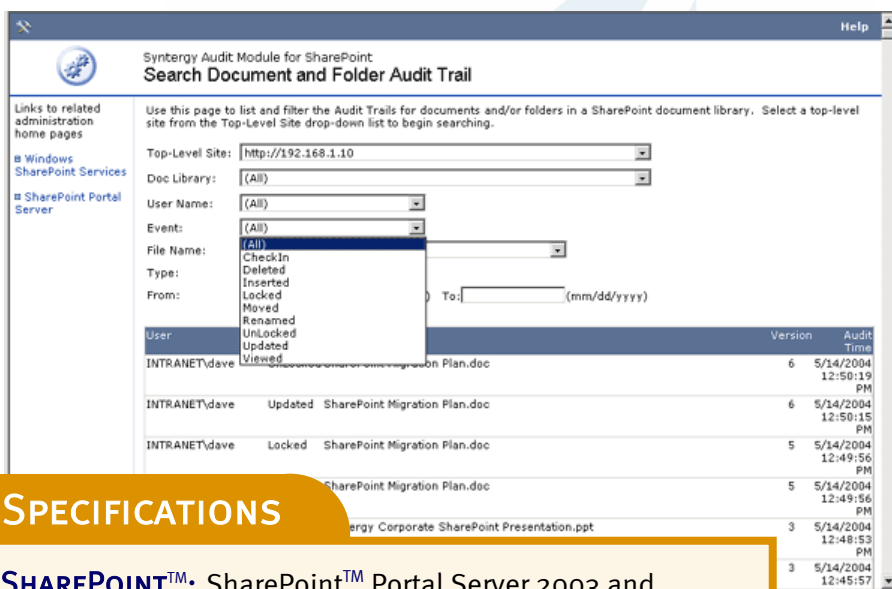 Help
Syntergy Audit Module for SharePoint
Search Document and Folder Audit Trail
Links to related
administration
home pages
Windows
SharePoint Services
SharePoint Portal
Server
Use this page to list and filter the Audit Trails for documents and/or folders in a SharePoint document library. Select a top-level
site from the Top-Level Site drop-down list to begin searching.
Top-Level Site: http://192.168.1.10
Doc Library: (All)
User Name: (All)
Event: (All)
File Name:
Type:
From: ) To: (mm/dd/yyyy)
(All)
CheckIn
Deleted
Inserted
Locked
Moved
Renamed
UnLocked
Updated
Viewed
User Version Audit
Time
INTRANET\dave UnLocked SharePoint Migration Plan.doc 6 5/14/2004
12:50:19
PM
INTRANET\dave Updated SharePoint Migration Plan.doc 6 5/14/2004
12:50:15
PM
INTRANET\dave Locked SharePoint Migration Plan.doc 5 5/14/2004
12:49:56
PM
SharePoint Migration Plan.doc 5 5/14/2004
12:49:56
PM
ergy Corporate SharePoint Presentation.ppt 3 5/14/2004
12:48:53
PM
3 5/14/2004
12:45:57
SPECIFICATIONS
SHAREPOINT™: SharePoint™ Portal Server 2003 and